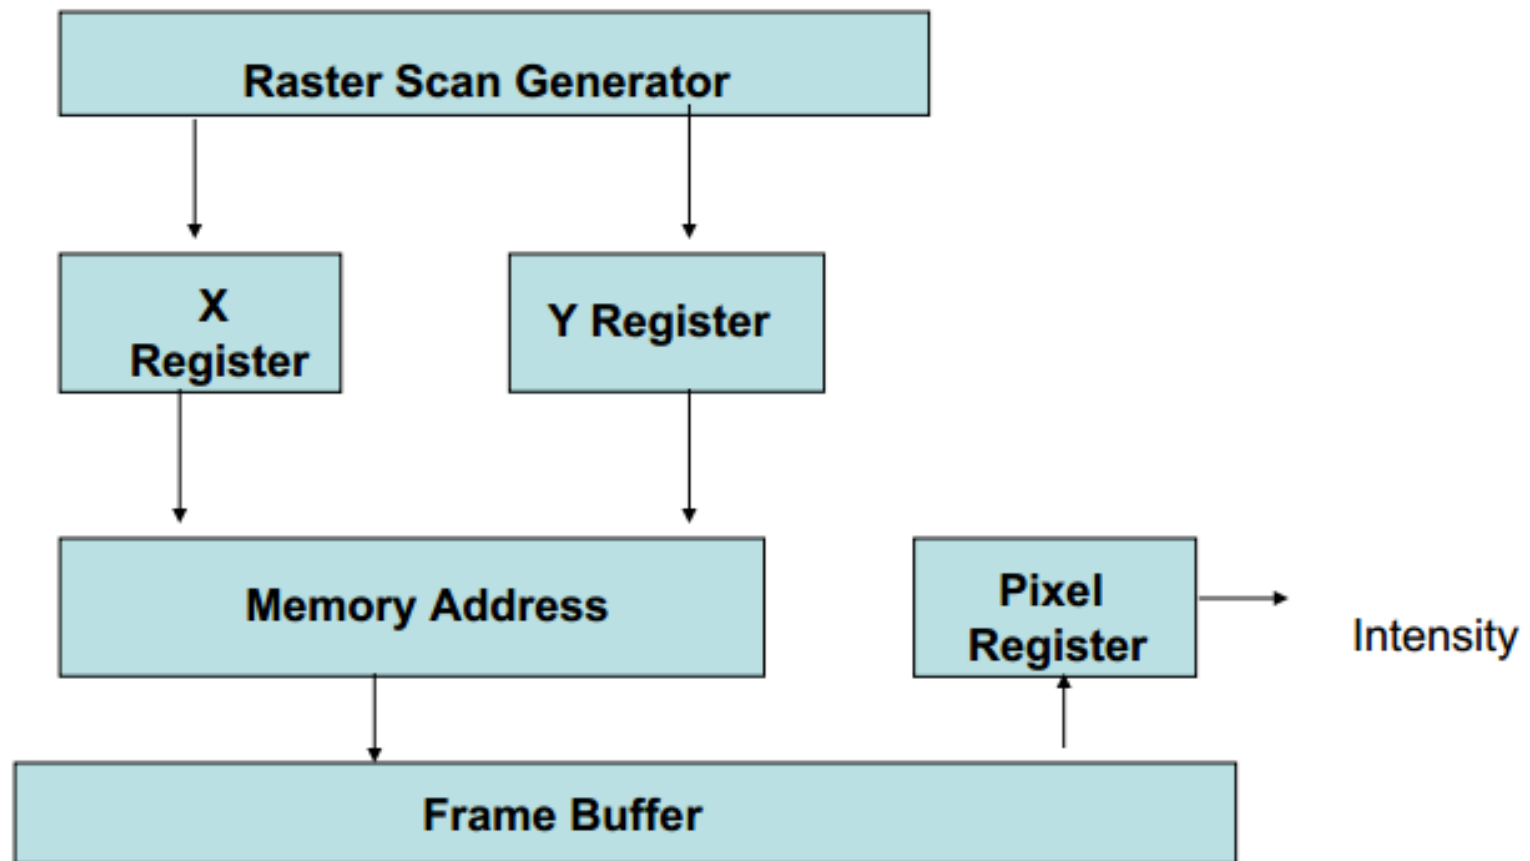 Raster Scan Generator
X
Register
Y Register
Memory Address
Pixel
Register
Intensity
Frame Buffer